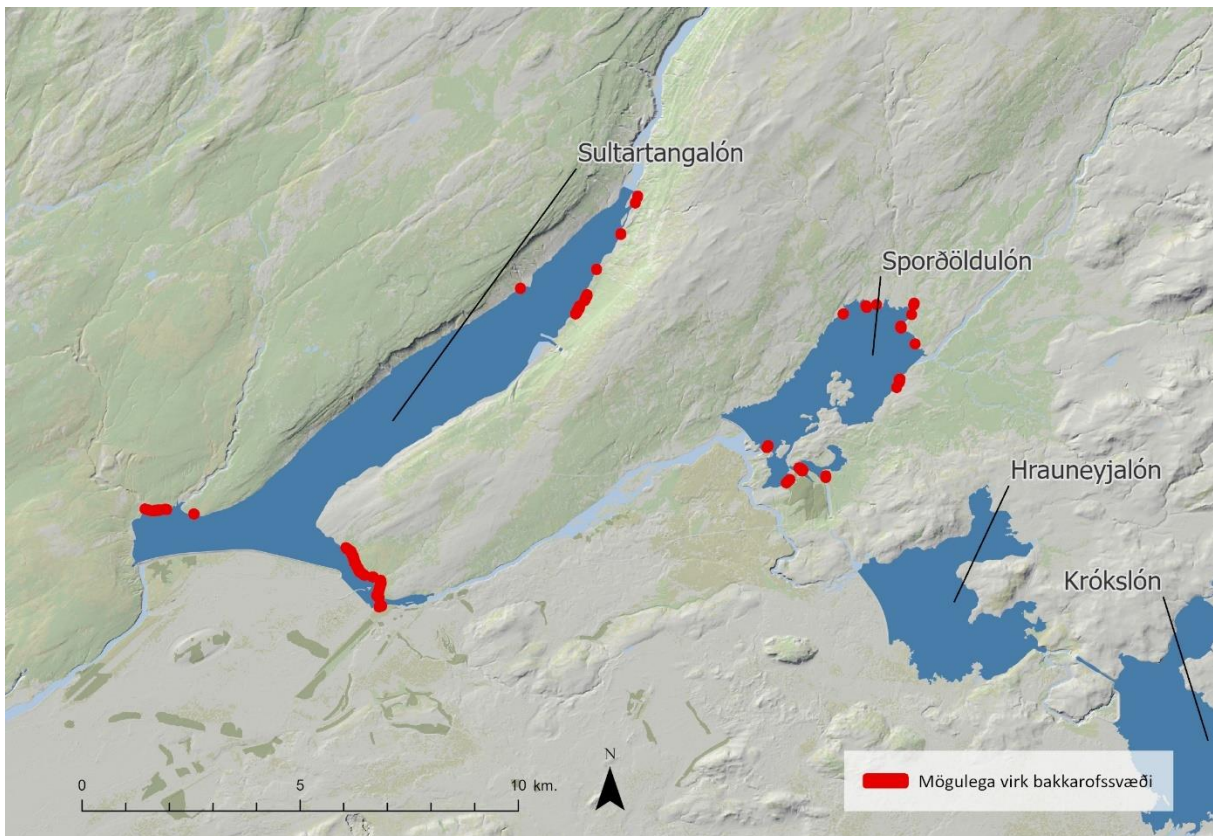 Sultartangalón
Sporðöldulón
Hrauneyjalón
Krókslón
N
0 5 10 km.
Mögulega virk bakkarofssvæði